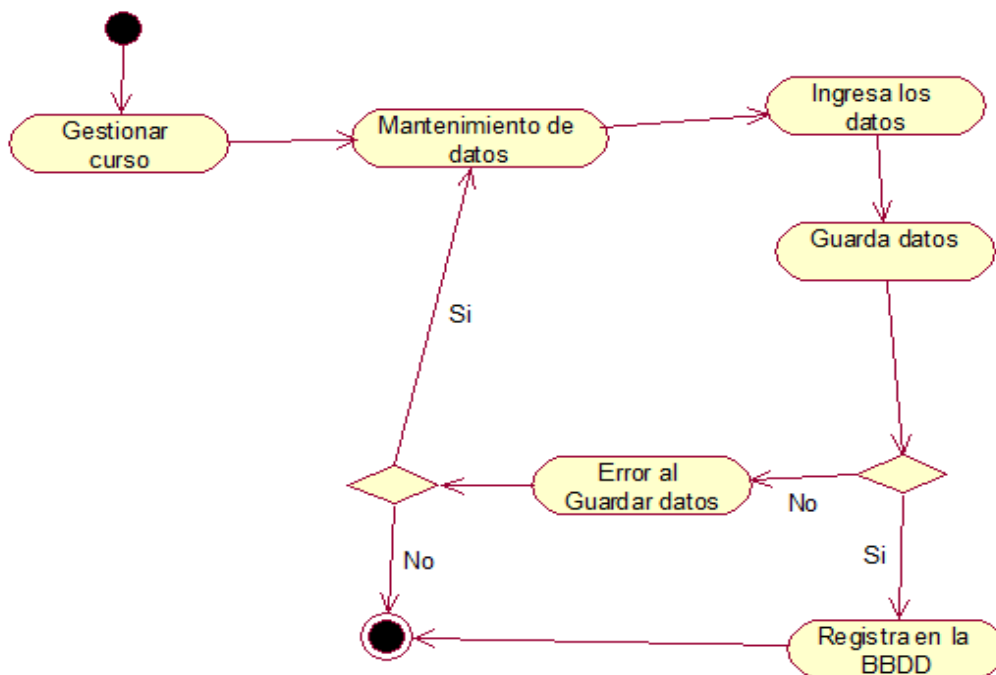 Gestionar
curso
Mantenimiento de
datos
Ingresa los
datos
Guarda datos
Si
Error al
Guardar datos
No
Si
No
Registra en la
BBDD